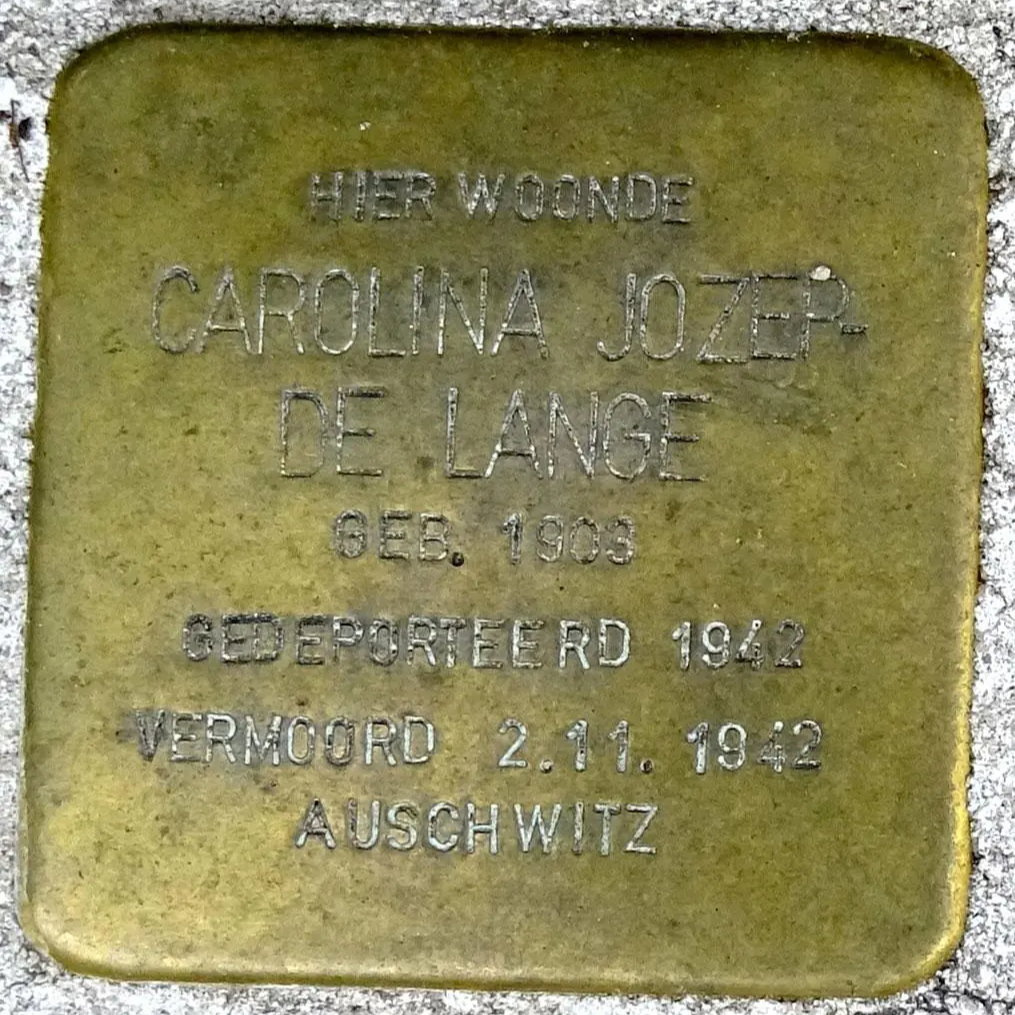 HIER WOONDE
CAROLINA JOZEP-
DE LANGE
GEB. 1903
GEDEPORTEERD 1942
VERMOORD 2.11.1942
AUSCHWITZ